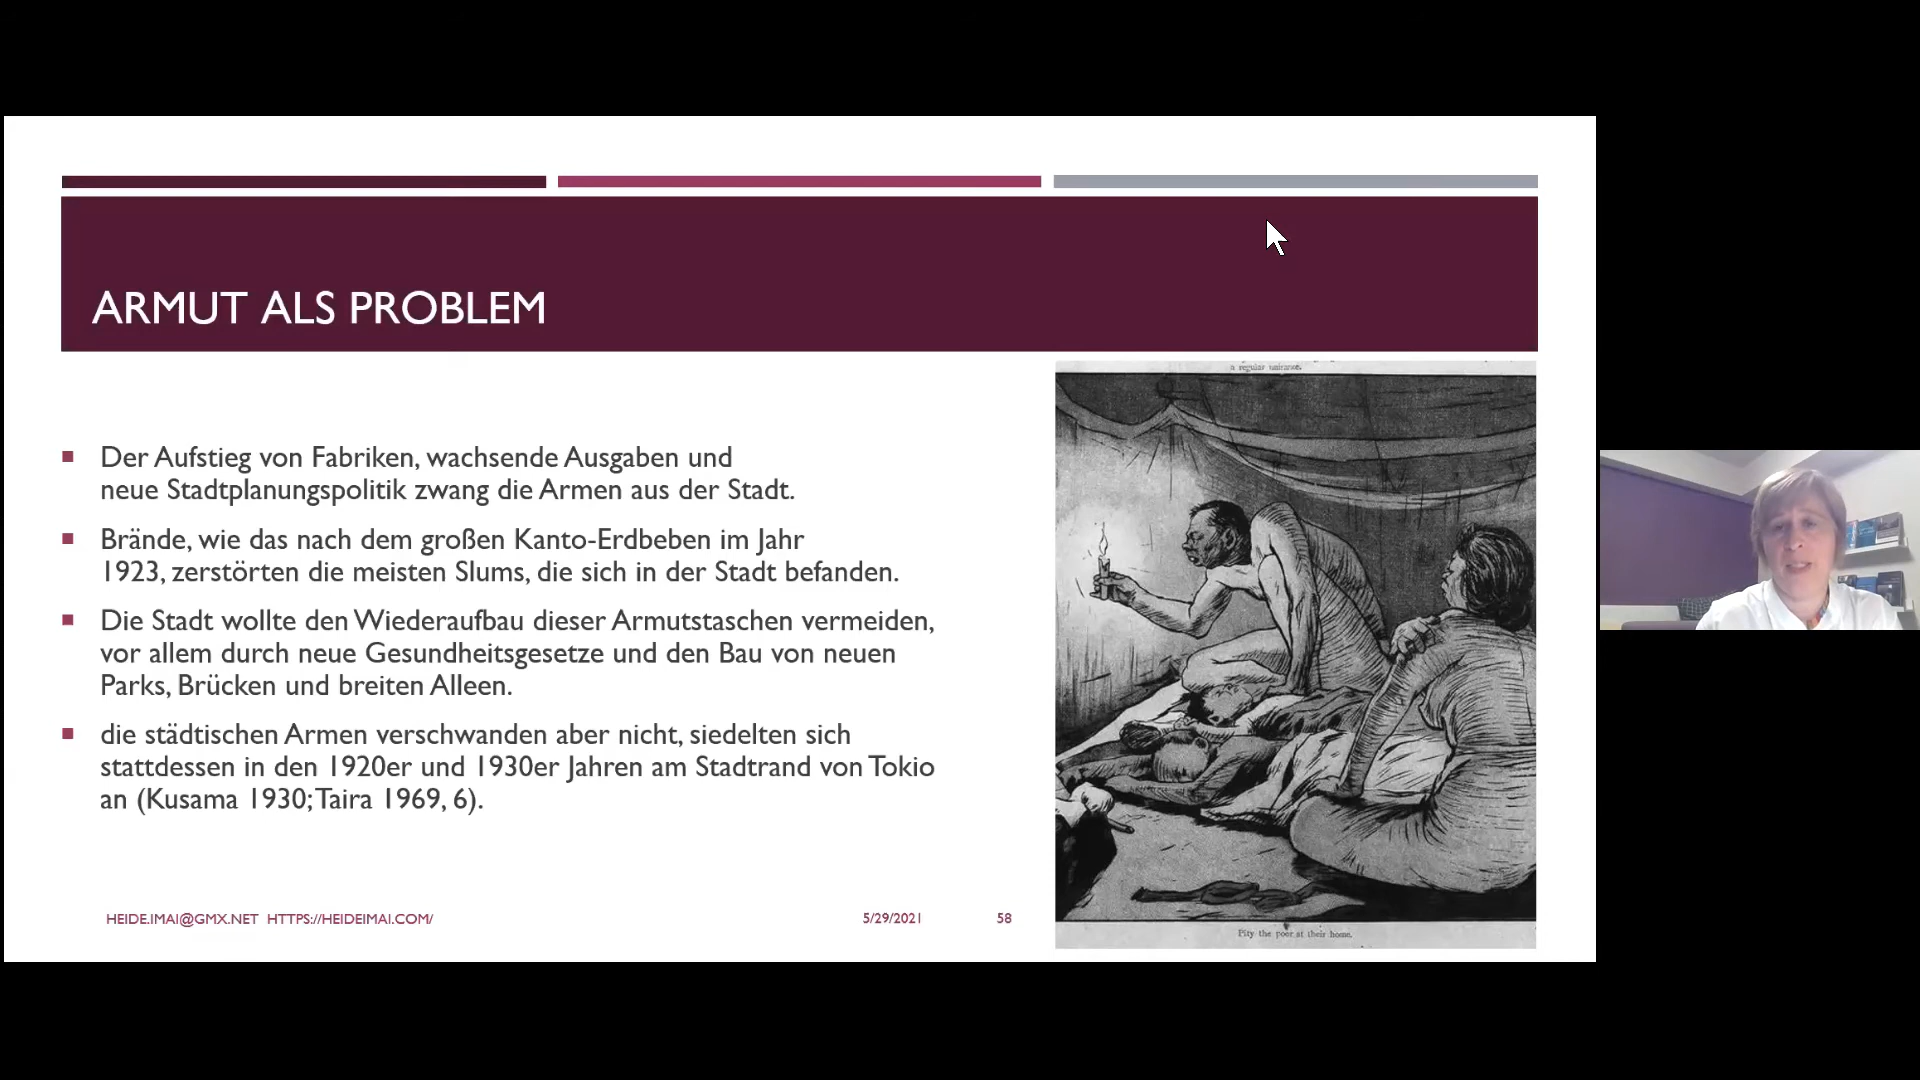 ARMUT ALS PROBLEM
Der Aufstieg von Fabriken, wachsende Ausgaben und
neue Stadtplanungspolitik zwang die Armen aus der Stadt.
Brände, wie das nach dem großen Kanto-Erdbeben im Jahr
1923, zerstörten die meisten Slums, die sich in der Stadt befanden.
Die Stadt wollte den Wiederaufbau dieser Armutstaschen vermeiden,
vor allem durch neue Gesundheitsgesetze und den Bau von neuen
Parks, Brücken und breiten Alleen.
die städtischen Armen verschwanden aber nicht, siedelten sich
stattdessen in den 1920er und 1930er Jahren am Stadtrand von Tokio
an (Kusama 1930; Taira 1969, 6).
a regular
Pity the poor at their home.
HEIDE.IMAI@GMX.NET HTTPS://HEIDEIMAI.COM/
5/29/2021
58